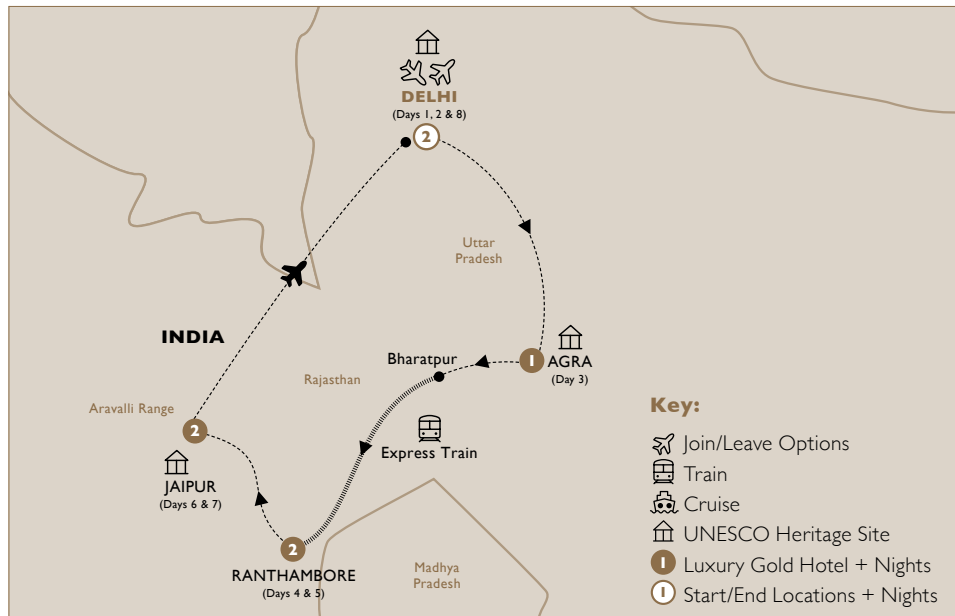 DELHI
(Days 1, 2 & 8)
2
Uttar
Pradesh
INDIA
Bharatpur
1
AGRA
(Day 3)
Rajasthan
Aravalli Range
2
Express Train
JAIPUR
(Days 6 & 7)
2
RANTHAMBORE
(Days 4 & 5)
Madhya
Pradesh
Key:
Join/Leave Options
Train
Cruise
UNESCO Heritage Site
1 Luxury Gold Hotel + Nights
1 Start/End Locations + Nights